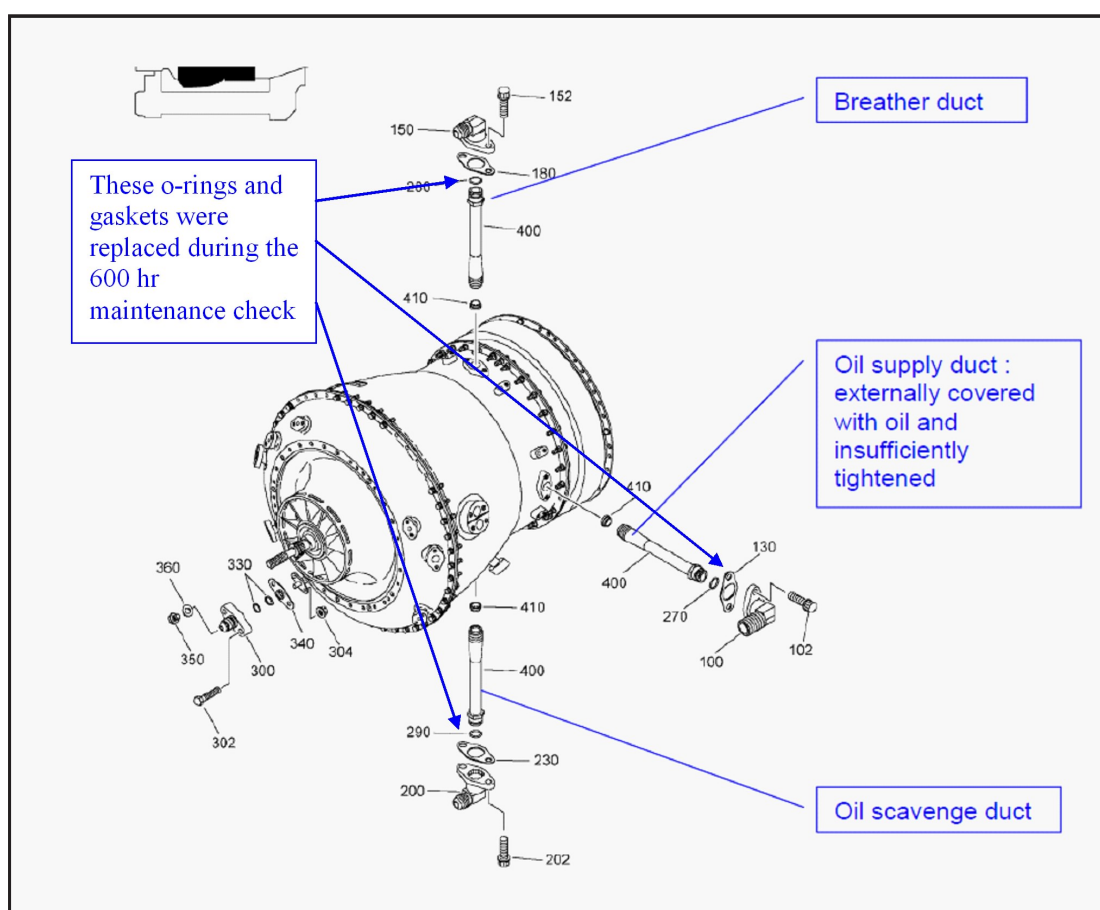 152
Breather duct
150
180
These o-rings and
gaskets were
replaced during the
600 hr
maintenance check
400
410
Oil supply duct :
externally covered
with oil and
insufficiently
tightened
410
130
400
270
102
100
360
330
410
350
300
340
304
400
302
290
230
200
Oil scavenge duct
202